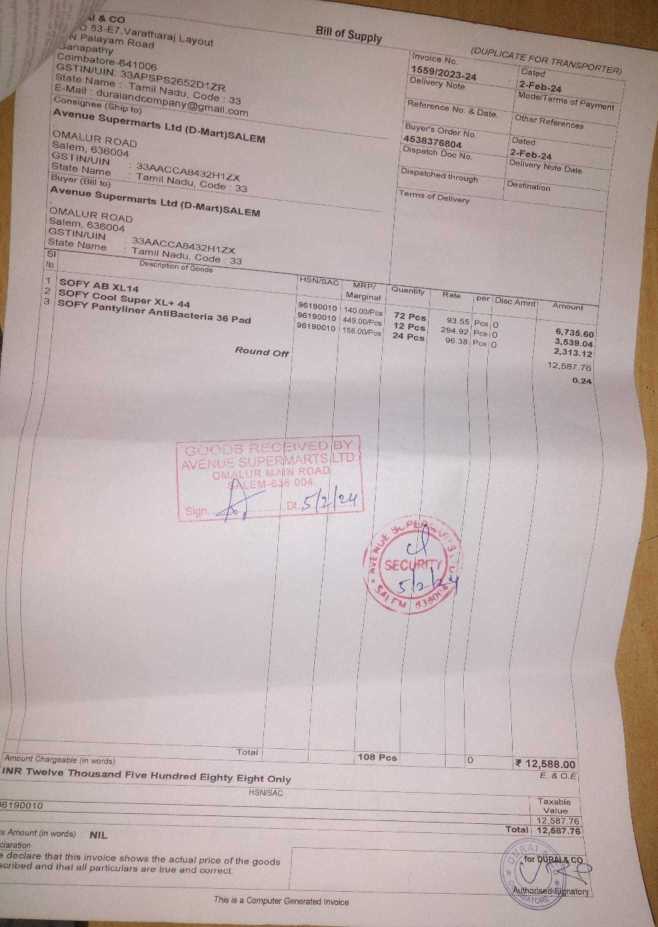 Bill of Supply
(DUPLICATE FOR TRANSPORTER)
& CO
53-E7,Varatharaj Layout
N.Palayam Road
Ganapathy
Coimbatore-641006
GSTIN/UIN: 33APSPS2652D1ZR
State Name : Tamil Nadu, Code : 33
E-Mail : duraiandcompany@gmail.com
Invoice No.
1559/2023-24
Dated
2-Feb-24
Delivery Note
Mode/Terms of Payment
Reference No. & Date.
Other References
Buyer's Order No.
4538376804
Dated
2-Feb-24
Dispatch Doc No.
Delivery Note Date
Dispatched through
Destination
Terms of Delivery
Consignee (Ship to)
Avenue Supermarts Ltd (D-Mart)SALEM
OMALUR ROAD
Salem, 636004
GSTIN/UIN : 33AACCA8432H1ZX
State Name : Tamil Nadu, Code : 33
Buyer (Bill to)
Avenue Supermarts Ltd (D-Mart)SALEM
OMALUR ROAD
Salem, 636004
GSTIN/UIN : 33AACCA8432H1ZX
State Name : Tamil Nadu, Code : 33
Sl No. Description of Goods HSN/SAC MRP/ Marginal Quantity Rate per Disc Amnt Amount
1 SOFY AB XL14 96190010 140.00/Pcs 72 Pcs 93.55 Pcs 0 6,735.60
2 SOFY Cool Super XL+ 44 96190010 449.00/Pcs 12 Pcs 294.92 Pcs 0 3,539.04
3 SOFY Pantyliner AntiBacteria 36 Pad 96190010 156.00/Pcs 24 Pcs 96.38 Pcs 0 2,313.12
12,587.76
Round Off 0.24
GOODS RECEIVED BY
AVENUE SUPERMARTS LTD.
OMALUR MAIN ROAD
SALEM-636 004.
Sign. Dt. 5/2/24
SECURITY
5/2/24
SALEM
Total 108 Pcs 0 ₹ 12,588.00
Amount Chargeable (in words) E. & O.E
INR Twelve Thousand Five Hundred Eighty Eight Only
HSN/SAC Taxable Value
96190010 12,587.76
Total 12,587.76
Amount (in words) NIL
declare that this invoice shows the actual price of the goods
and that all particulars are true and correct.
for DURAI & CO
Authorised Signatory
This is a Computer Generated Invoice